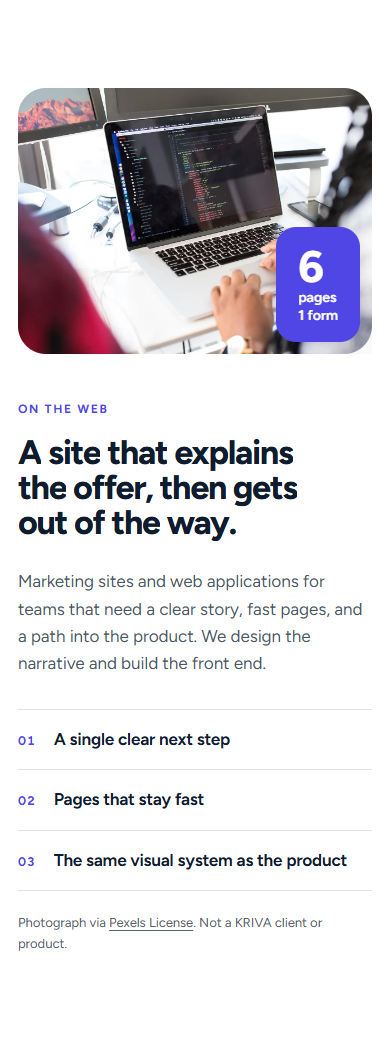 6
pages
1 form
ON THE WEB
A site that explains
the offer, then gets
out of the way.
Marketing sites and web applications for
teams that need a clear story, fast pages, and
a path into the product. We design the
narrative and build the front end.
01 A single clear next step
02 Pages that stay fast
03 The same visual system as the product
Photograph via Pexels License. Not a KRIVA client or
product.